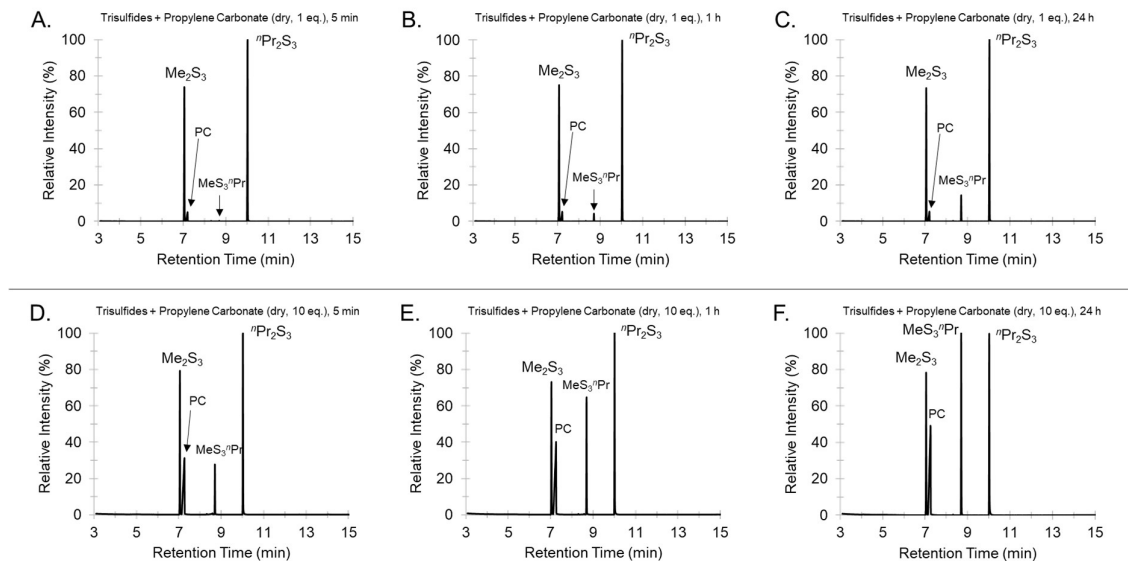 A.
Trisulfides + Propylene Carbonate (dry, 1 eq.), 5 min
Relative Intensity (%)
100
80
60
40
20
0
Me₂S₃
PC
MeS₃ⁿPr
ⁿPr₂S₃
3 5 7 9 11 13 15
Retention Time (min)
B.
Trisulfides + Propylene Carbonate (dry, 1 eq.), 1 h
Relative Intensity (%)
100
80
60
40
20
0
Me₂S₃
PC
MeS₃ⁿPr
ⁿPr₂S₃
3 5 7 9 11 13 15
Retention Time (min)
C.
Trisulfides + Propylene Carbonate (dry, 1 eq.), 24 h
Relative Intensity (%)
100
80
60
40
20
0
Me₂S₃
PC
MeS₃ⁿPr
ⁿPr₂S₃
3 5 7 9 11 13 15
Retention Time (min)
D.
Trisulfides + Propylene Carbonate (dry, 10 eq.), 5 min
Relative Intensity (%)
100
80
60
40
20
0
Me₂S₃
PC
MeS₃ⁿPr
ⁿPr₂S₃
3 5 7 9 11 13 15
Retention Time (min)
E.
Trisulfides + Propylene Carbonate (dry, 10 eq.), 1 h
Relative Intensity (%)
100
80
60
40
20
0
Me₂S₃
PC
MeS₃ⁿPr
ⁿPr₂S₃
3 5 7 9 11 13 15
Retention Time (min)
F.
Trisulfides + Propylene Carbonate (dry, 10 eq.), 24 h
Relative Intensity (%)
100
80
60
40
20
0
MeS₃ⁿPr
Me₂S₃
PC
ⁿPr₂S₃
3 5 7 9 11 13 15
Retention Time (min)